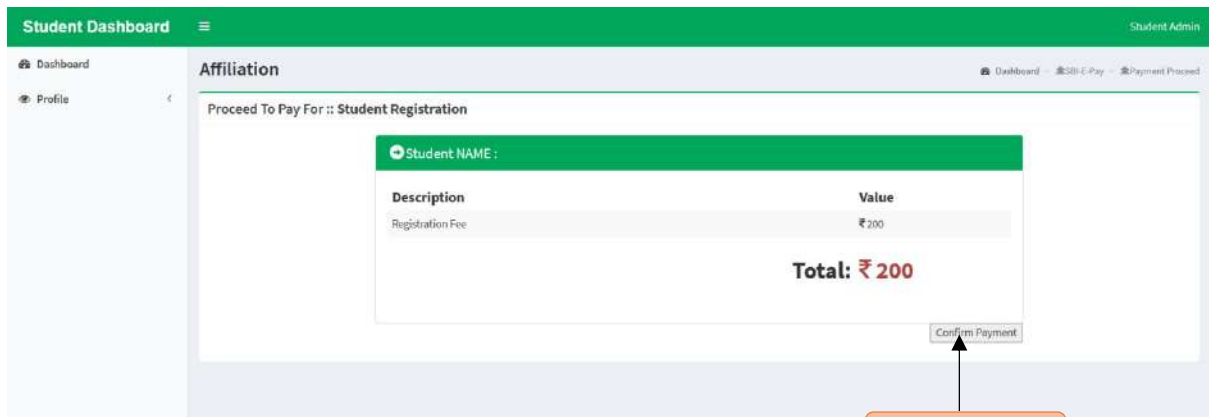 Student Dashboard
Student Admin
Dashboard
Profile
Affiliation
Dashboard - SBI-E-Pay - Payment Proceed
Proceed To Pay For :: Student Registration
Student NAME :
Description Value
Registration Fee ₹200
Total: ₹ 200
Confirm Payment